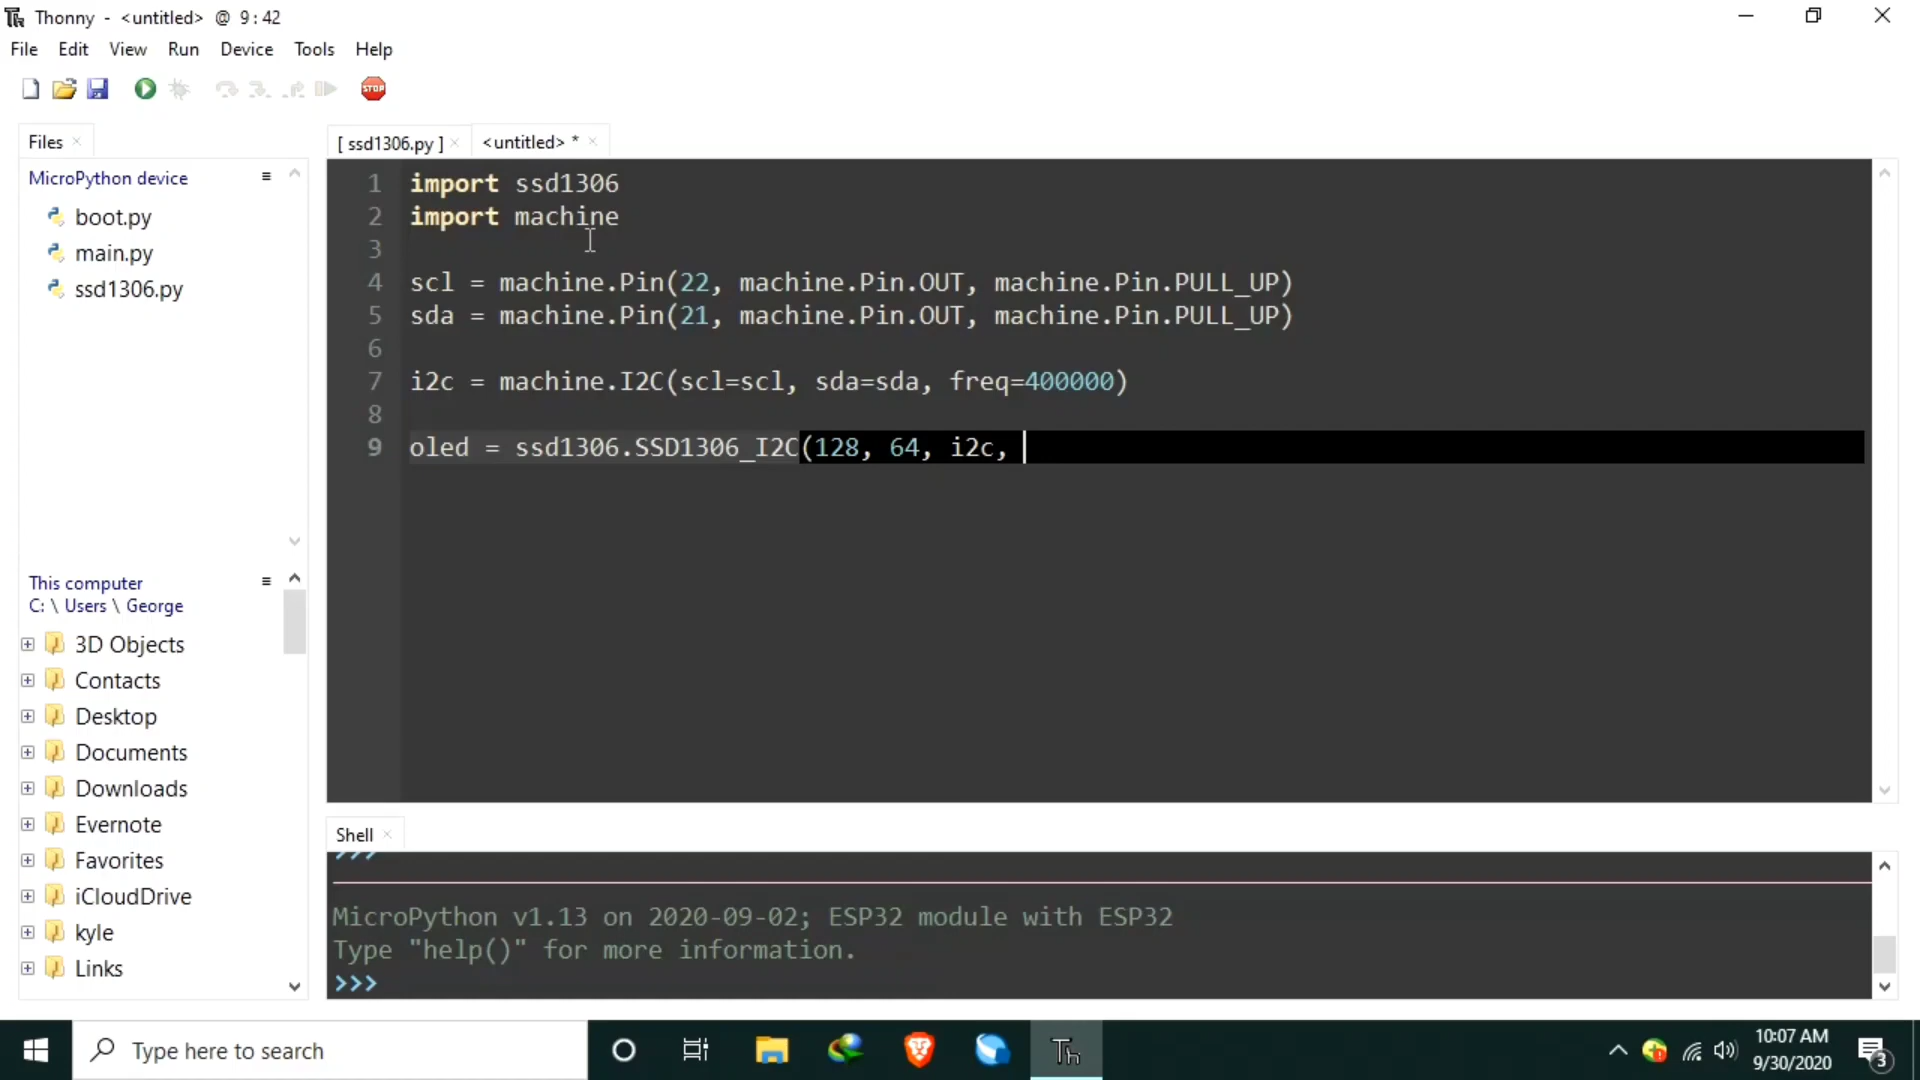 Thonny - <untitled> @ 9:42
File Edit View Run Device Tools Help
STOP
Files
[ ssd1306.py ] <untitled> *
MicroPython device
boot.py
main.py
ssd1306.py
1 import ssd1306
2 import machine
3
4 scl = machine.Pin(22, machine.Pin.OUT, machine.Pin.PULL_UP)
5 sda = machine.Pin(21, machine.Pin.OUT, machine.Pin.PULL_UP)
6
7 i2c = machine.I2C(scl=scl, sda=sda, freq=400000)
8
9 oled = ssd1306.SSD1306_I2C(128, 64, i2c,
This computer
C: \ Users \ George
3D Objects
Contacts
Desktop
Documents
Downloads
Evernote
Favorites
iCloudDrive
kyle
Links
Shell
>>>
MicroPython v1.13 on 2020-09-02; ESP32 module with ESP32
Type "help()" for more information.
>>>
Type here to search
Th
10:07 AM
9/30/2020
3